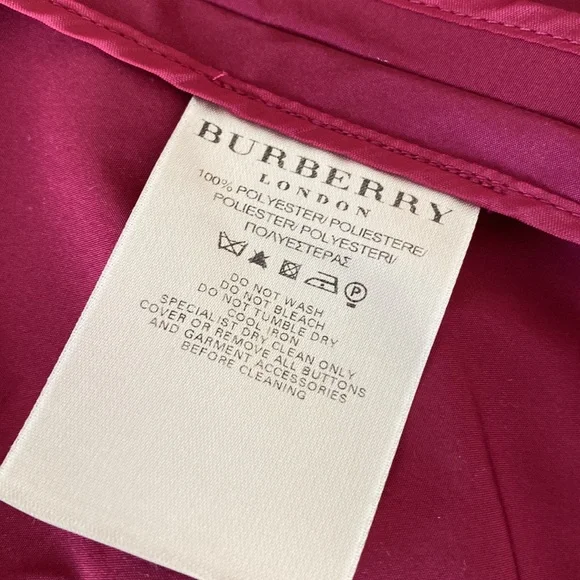 BURBERRY
LONDON
100% POLYESTER/ POLIESTERE/
POLIESTER/ POLYESTERI/
ΠΟΛΥΕΣΤΕΡΑΣ
P
DO NOT WASH
DO NOT BLEACH
DO NOT TUMBLE DRY
COOL IRON
SPECIALIST DRY CLEAN ONLY
COVER OR REMOVE ALL BUTTONS
AND GARMENT ACCESSORIES
BEFORE CLEANING